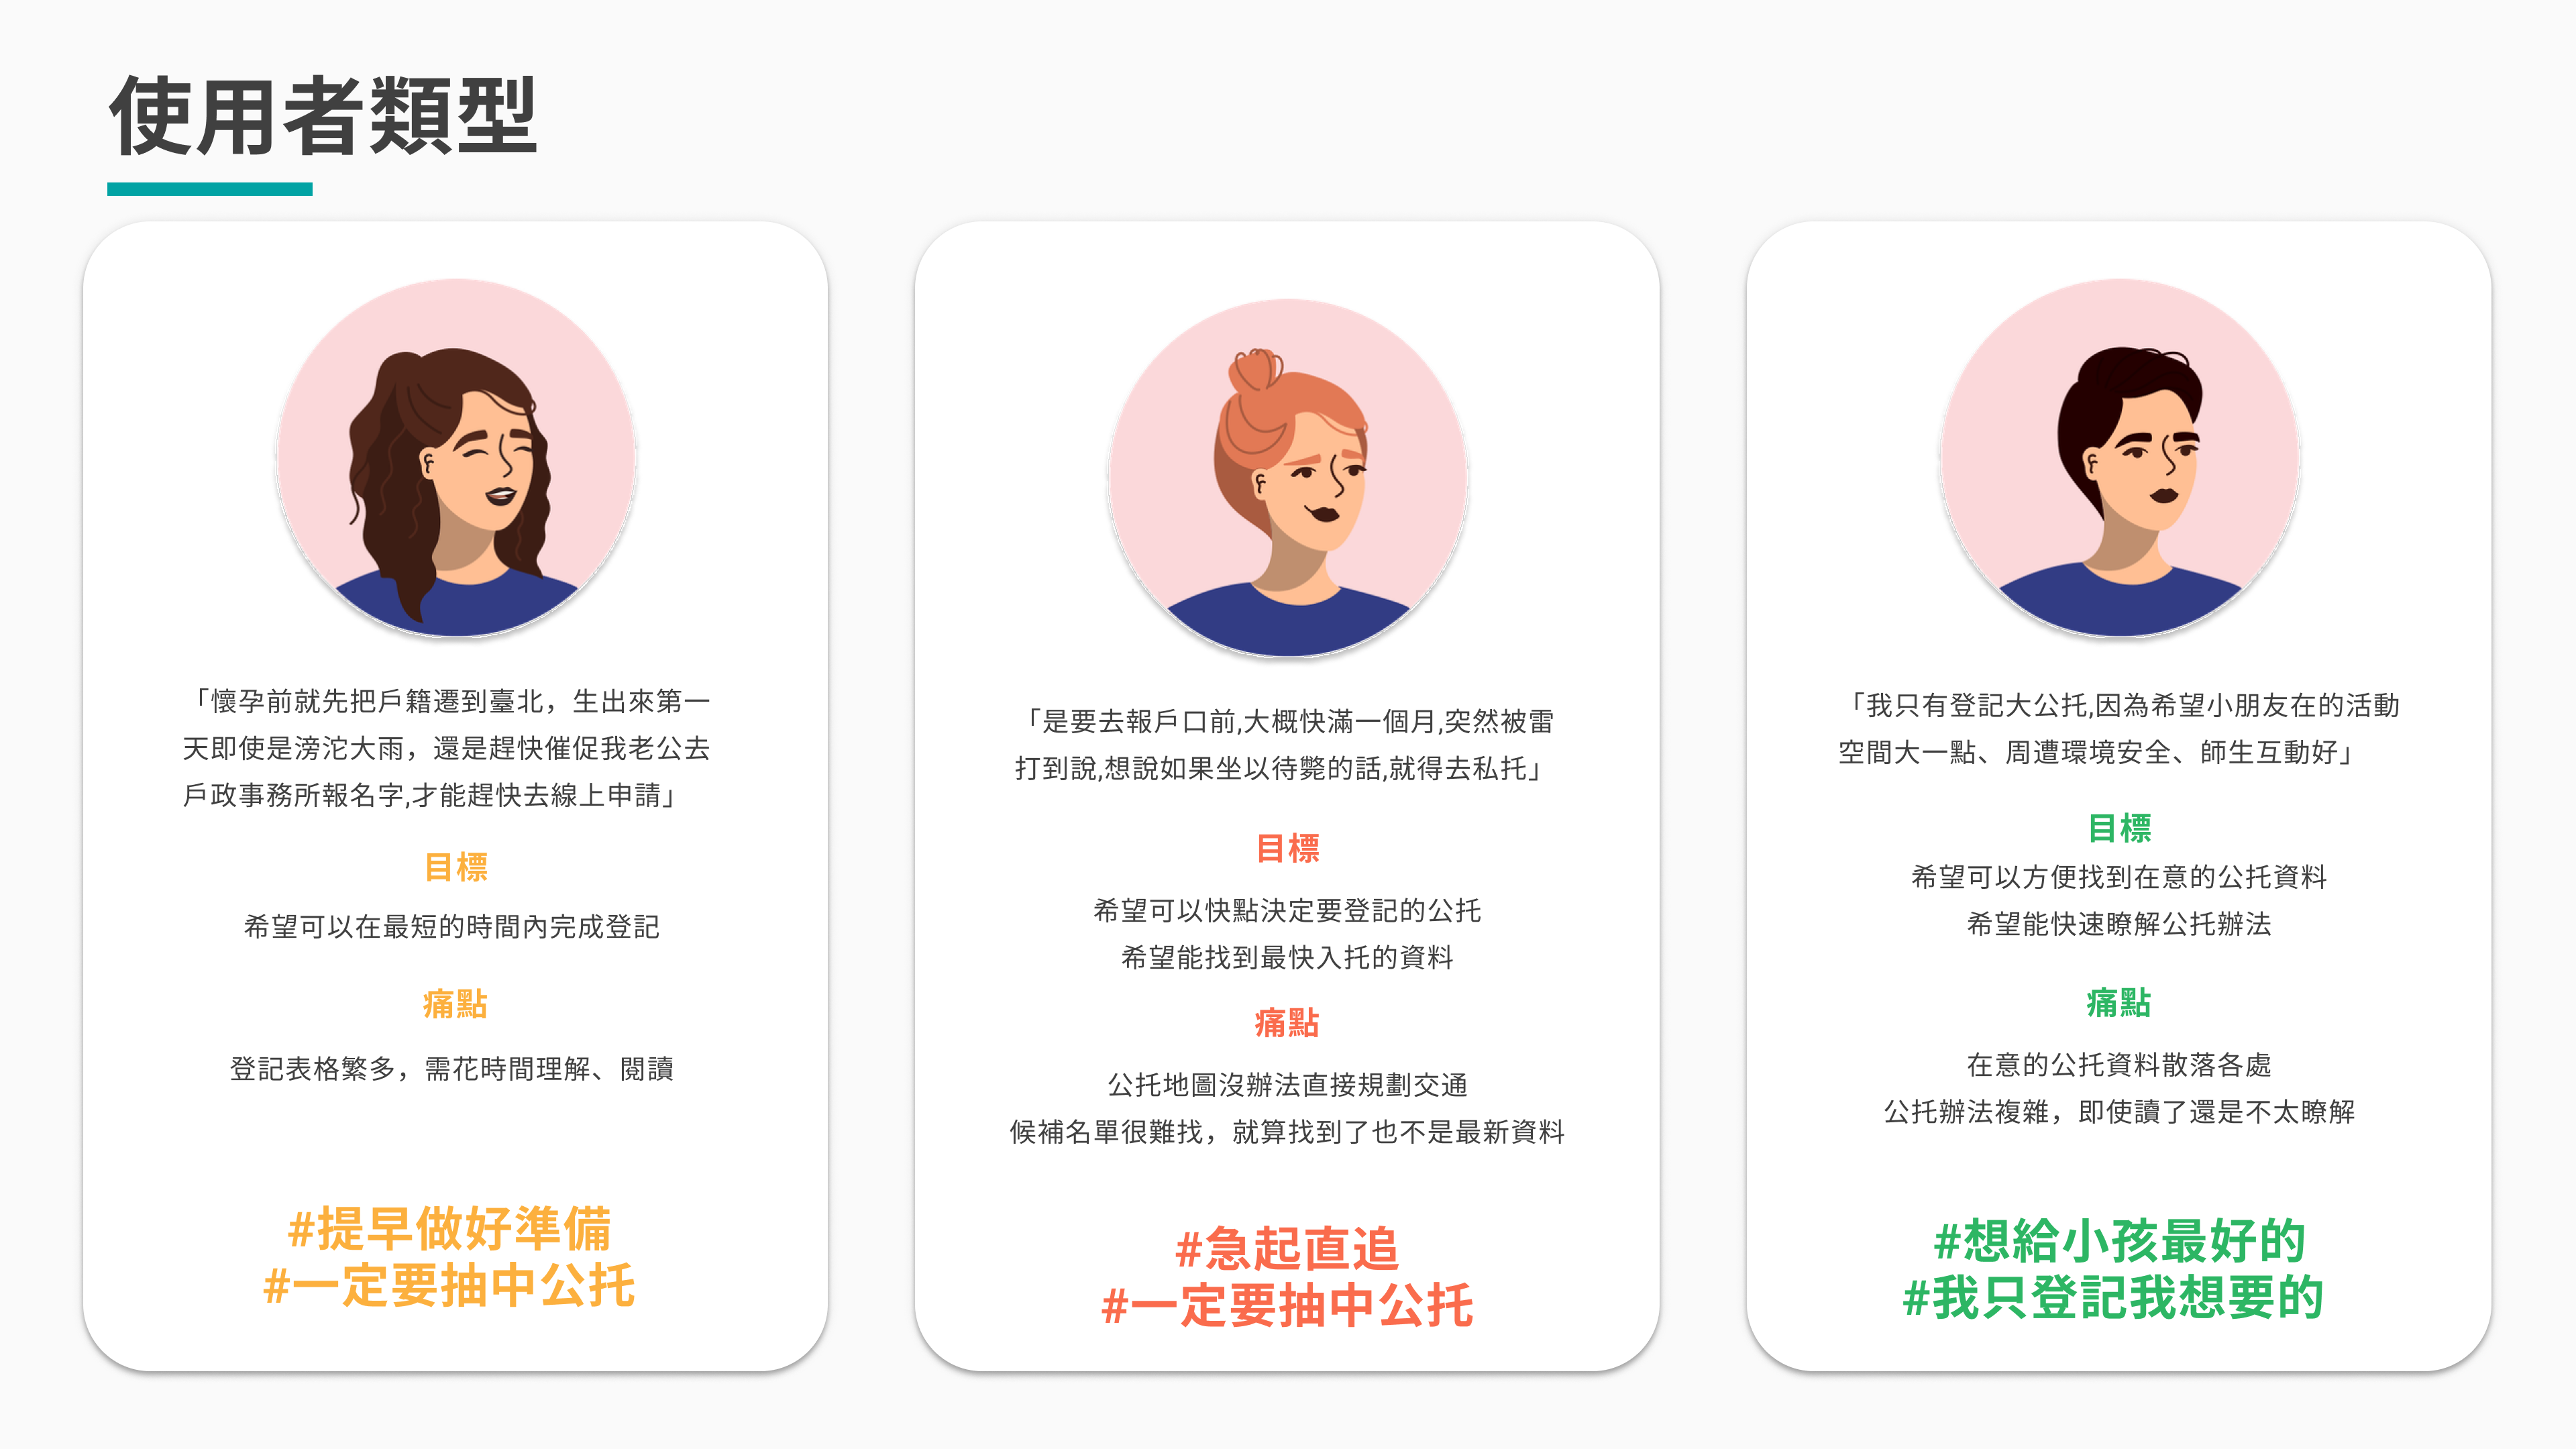 使用者類型
「懷孕前就先把戶籍遷到臺北，生出來第一
天即使是滂沱大雨，還是趕快催促我老公去
戶政事務所報名字,才能趕快去線上申請」
目標
希望可以在最短的時間內完成登記
痛點
登記表格繁多，需花時間理解、閱讀
#提早做好準備
#一定要抽中公托
「是要去報戶口前,大概快滿一個月,突然被雷
打到說,想說如果坐以待斃的話,就得去私托」
目標
希望可以快點決定要登記的公托
希望能找到最快入托的資料
痛點
公托地圖沒辦法直接規劃交通
候補名單很難找，就算找到了也不是最新資料
#急起直追
#一定要抽中公托
「我只有登記大公托,因為希望小朋友在的活動
空間大一點、周遭環境安全、師生互動好」
目標
希望可以方便找到在意的公托資料
希望能快速瞭解公托辦法
痛點
在意的公托資料散落各處
公托辦法複雜，即使讀了還是不太瞭解
#想給小孩最好的
#我只登記我想要的